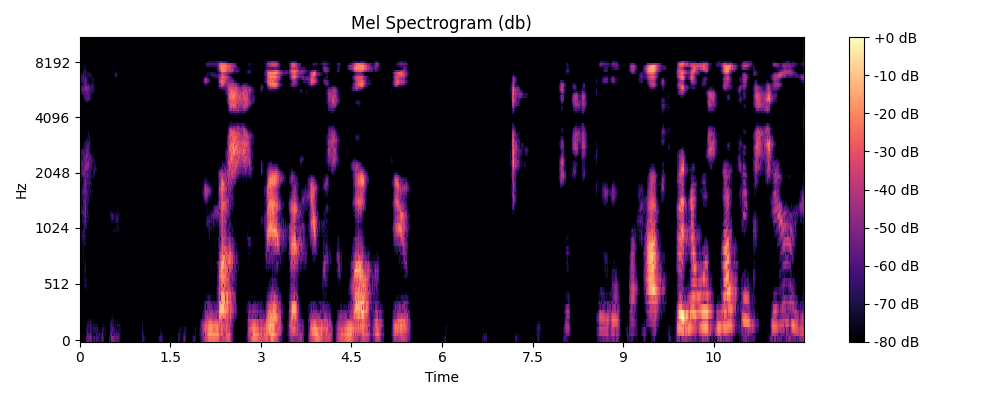 Mel Spectrogram (db)
8192
4096
2048
1024
512
0
Hz
0 1.5 3 4.5 6 7.5 9 10
Time
+0 dB
-10 dB
-20 dB
-30 dB
-40 dB
-50 dB
-60 dB
-70 dB
-80 dB